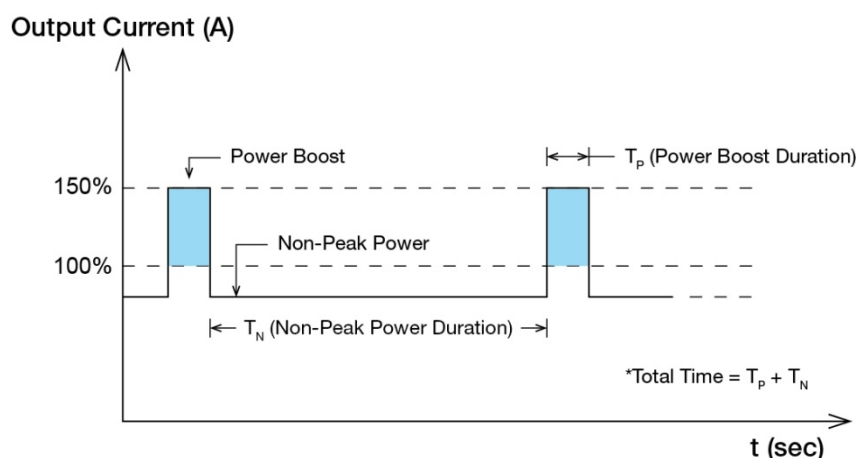 Output Current (A)
Power Boost
T_P (Power Boost Duration)
150%
Non-Peak Power
100%
T_N (Non-Peak Power Duration)
*Total Time = T_P + T_N
t (sec)